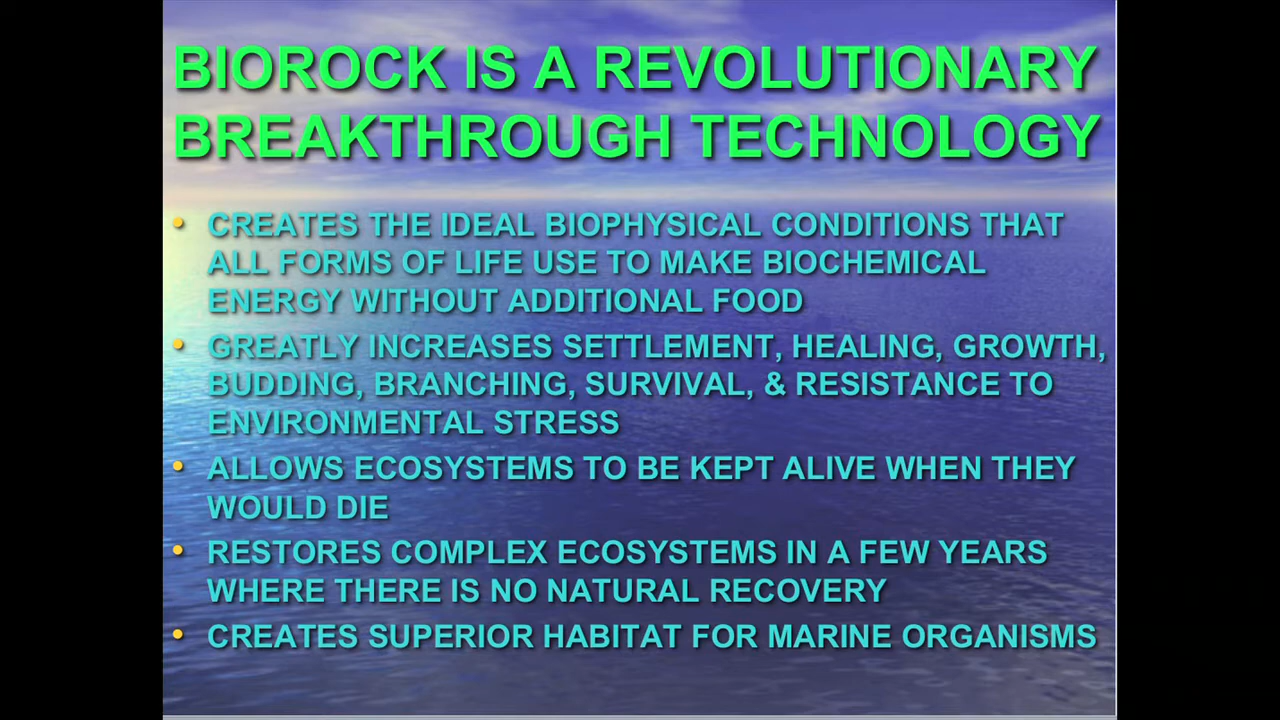 BIOROCK IS A REVOLUTIONARY
BREAKTHROUGH TECHNOLOGY
• CREATES THE IDEAL BIOPHYSICAL CONDITIONS THAT
ALL FORMS OF LIFE USE TO MAKE BIOCHEMICAL
ENERGY WITHOUT ADDITIONAL FOOD
• GREATLY INCREASES SETTLEMENT, HEALING, GROWTH,
BUDDING, BRANCHING, SURVIVAL, & RESISTANCE TO
ENVIRONMENTAL STRESS
• ALLOWS ECOSYSTEMS TO BE KEPT ALIVE WHEN THEY
WOULD DIE
• RESTORES COMPLEX ECOSYSTEMS IN A FEW YEARS
WHERE THERE IS NO NATURAL RECOVERY
• CREATES SUPERIOR HABITAT FOR MARINE ORGANISMS